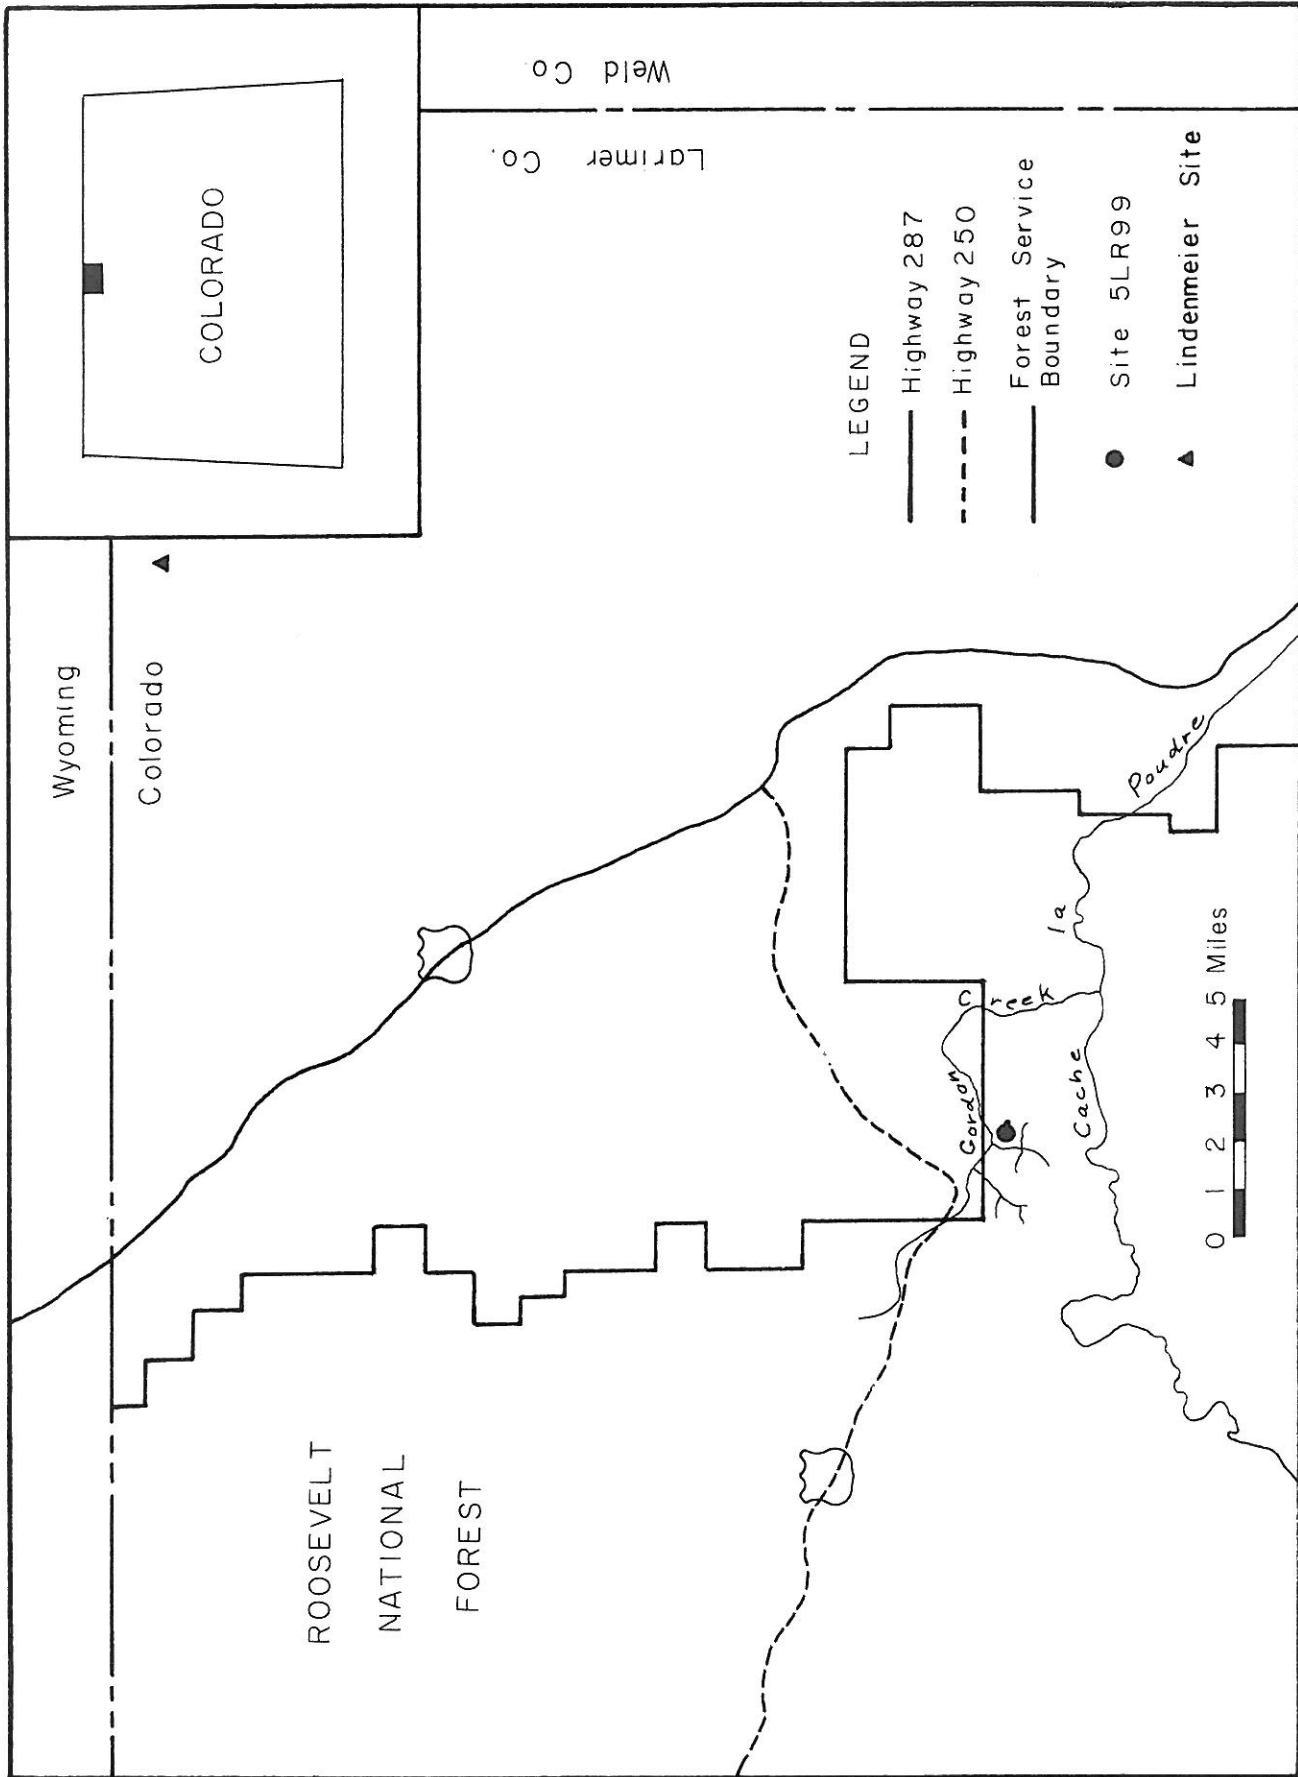 Wyoming
Colorado
COLORADO
Larimer Co.
Weld Co.
ROOSEVELT
NATIONAL
FOREST
Gordon Creek
Cache la Poudre
0 1 2 3 4 5 Miles
LEGEND
Highway 287
Highway 250
Forest Service
Boundary
Site 5LR99
Lindenmeier Site